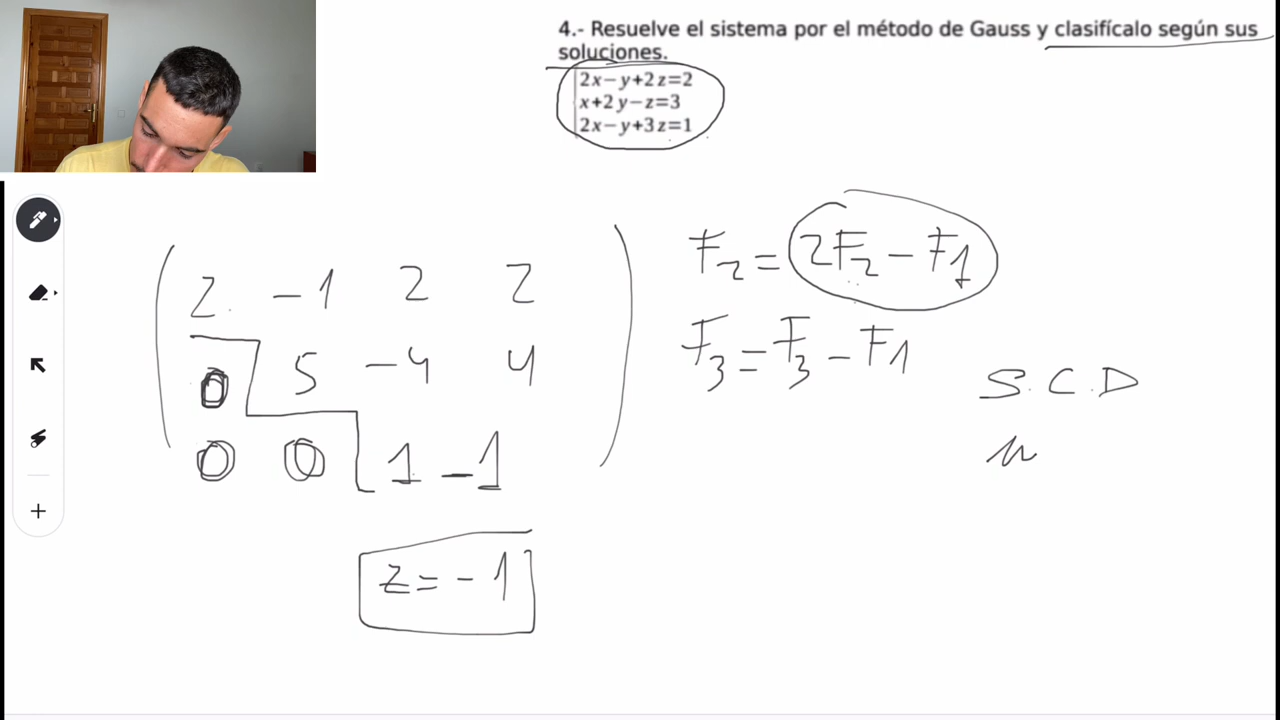 4.- Resuelve el sistema por el método de Gauss y clasifícalo según sus
soluciones.
2x−y+2z=2
x+2y−z=3
2x−y+3z=1
2 -1 2 2
0 5 -4 4
0 0 1 -1
z = -1
F2 = 2F2 - F1
F3 = F3 - F1
S.C.D